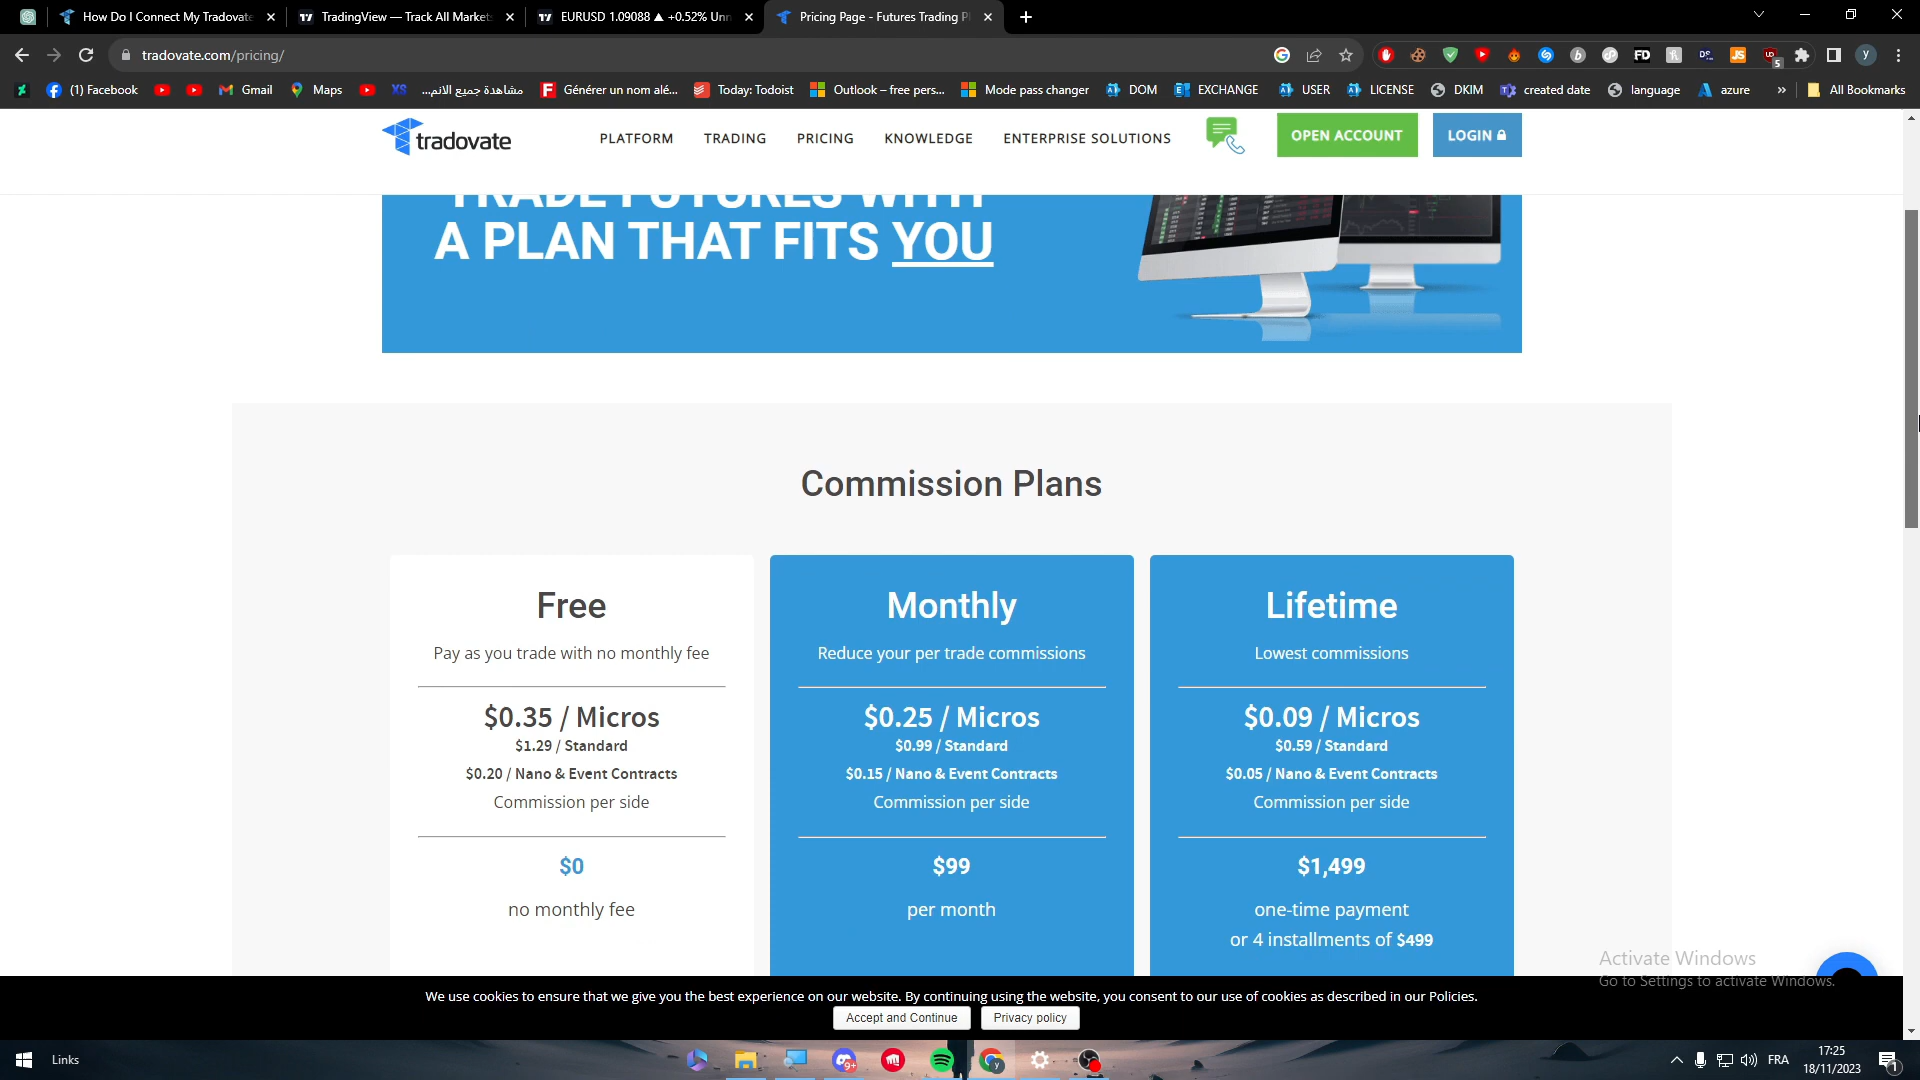 How Do I Connect My Tradovate
TradingView — Track All Markets
EURUSD 1.09088 ▲ +0.52% Unn
Pricing Page - Futures Trading Pl
tradovate.com/pricing/
(1) Facebook
Gmail
Maps
مشاهدة جميع الانم...
Générer un nom alé...
Today: Todoist
Outlook – free pers...
Mode pass changer
DOM
EXCHANGE
USER
LICENSE
DKIM
created date
language
azure
»
All Bookmarks
tradovate
PLATFORM
TRADING
PRICING
KNOWLEDGE
ENTERPRISE SOLUTIONS
OPEN ACCOUNT
LOGIN
TRADE FUTURES WITH
A PLAN THAT FITS YOU
Commission Plans
Free
Pay as you trade with no monthly fee
$0.35 / Micros
$1.29 / Standard
$0.20 / Nano & Event Contracts
Commission per side
$0
no monthly fee
Monthly
Reduce your per trade commissions
$0.25 / Micros
$0.99 / Standard
$0.15 / Nano & Event Contracts
Commission per side
$99
per month
Lifetime
Lowest commissions
$0.09 / Micros
$0.59 / Standard
$0.05 / Nano & Event Contracts
Commission per side
$1,499
one-time payment
or 4 installments of $499
Activate Windows
Go to Settings to activate Windows.
We use cookies to ensure that we give you the best experience on our website. By continuing using the website, you consent to our use of cookies as described in our Policies.
Accept and Continue
Privacy policy
Links
FRA
17:25
18/11/2023